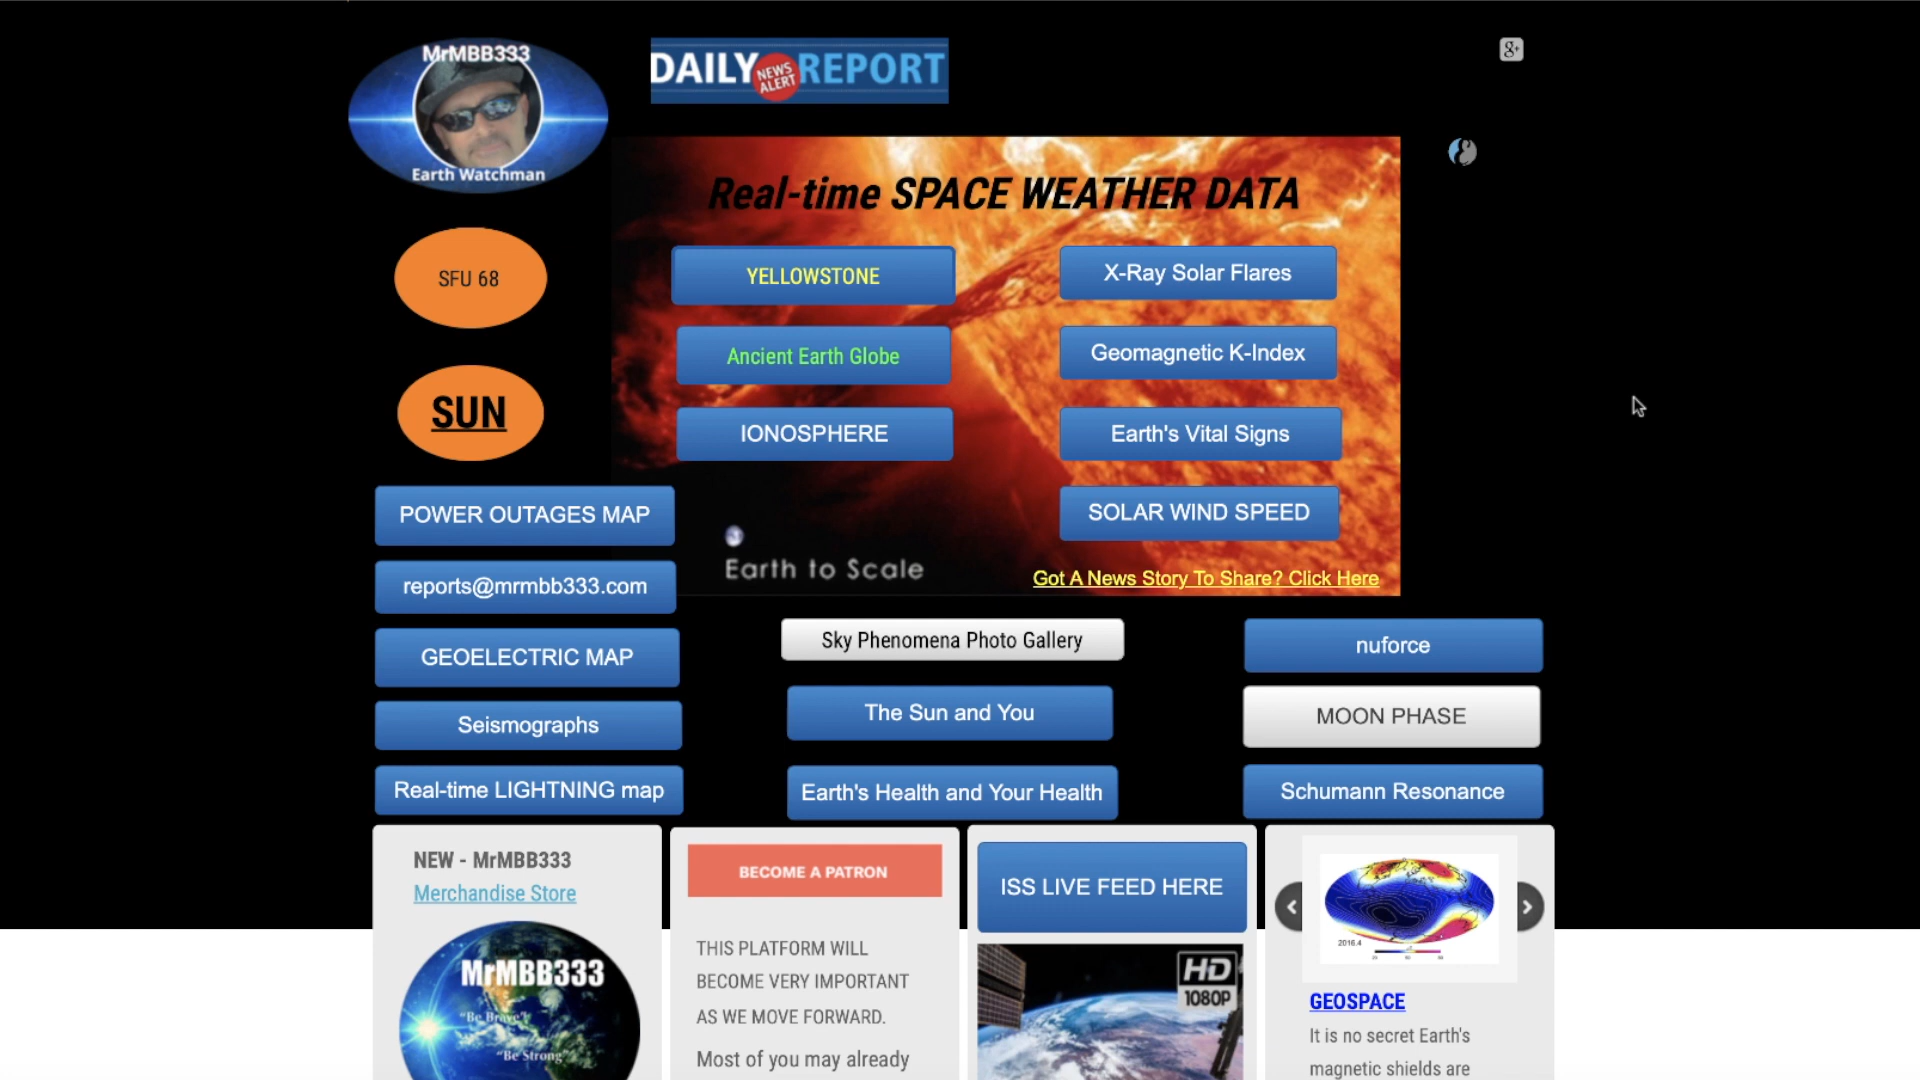 MrMBB333
Earth Watchman
DAILY NEWS ALERT REPORT
g+
Real-time SPACE WEATHER DATA
SFU 68
SUN
YELLOWSTONE
Ancient Earth Globe
IONOSPHERE
X-Ray Solar Flares
Geomagnetic K-Index
Earth's Vital Signs
SOLAR WIND SPEED
Earth to Scale
Got A News Story To Share? Click Here
POWER OUTAGES MAP
reports@mrmbb333.com
GEOELECTRIC MAP
Seismographs
Real-time LIGHTNING map
Sky Phenomena Photo Gallery
The Sun and You
Earth's Health and Your Health
nuforce
MOON PHASE
Schumann Resonance
NEW - MrMBB333
Merchandise Store
MrMBB333
"Be Brave"
"Be Strong"
BECOME A PATRON
THIS PLATFORM WILL
BECOME VERY IMPORTANT
AS WE MOVE FORWARD.
Most of you may already
ISS LIVE FEED HERE
HD
1080P
2016.4
GEOSPACE
It is no secret Earth's
magnetic shields are